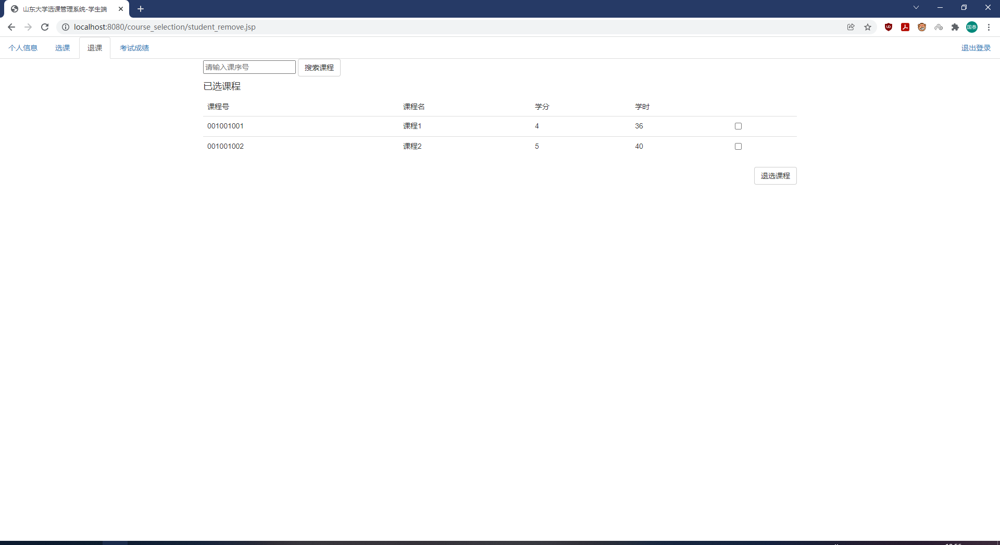 山东大学选课管理系统-学生端
localhost:8080/course_selection/student_remove.jsp
国泰
个人信息 选课 退课 考试成绩 退出登录
请输入课序号 搜索课程
已选课程
课程号 课程名 学分 学时
001001001 课程1 4 36
001001002 课程2 5 40
退选课程